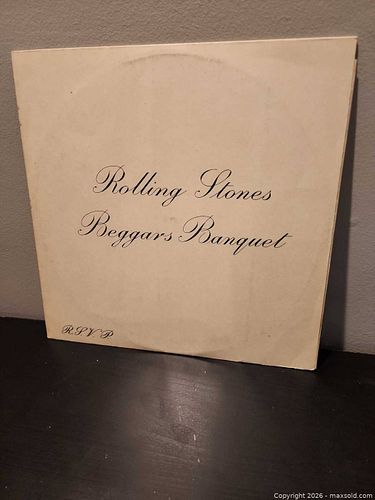 Rolling Stones
Beggars Banquet
R.S.V.P
Copyright 2026 - maxsold.com